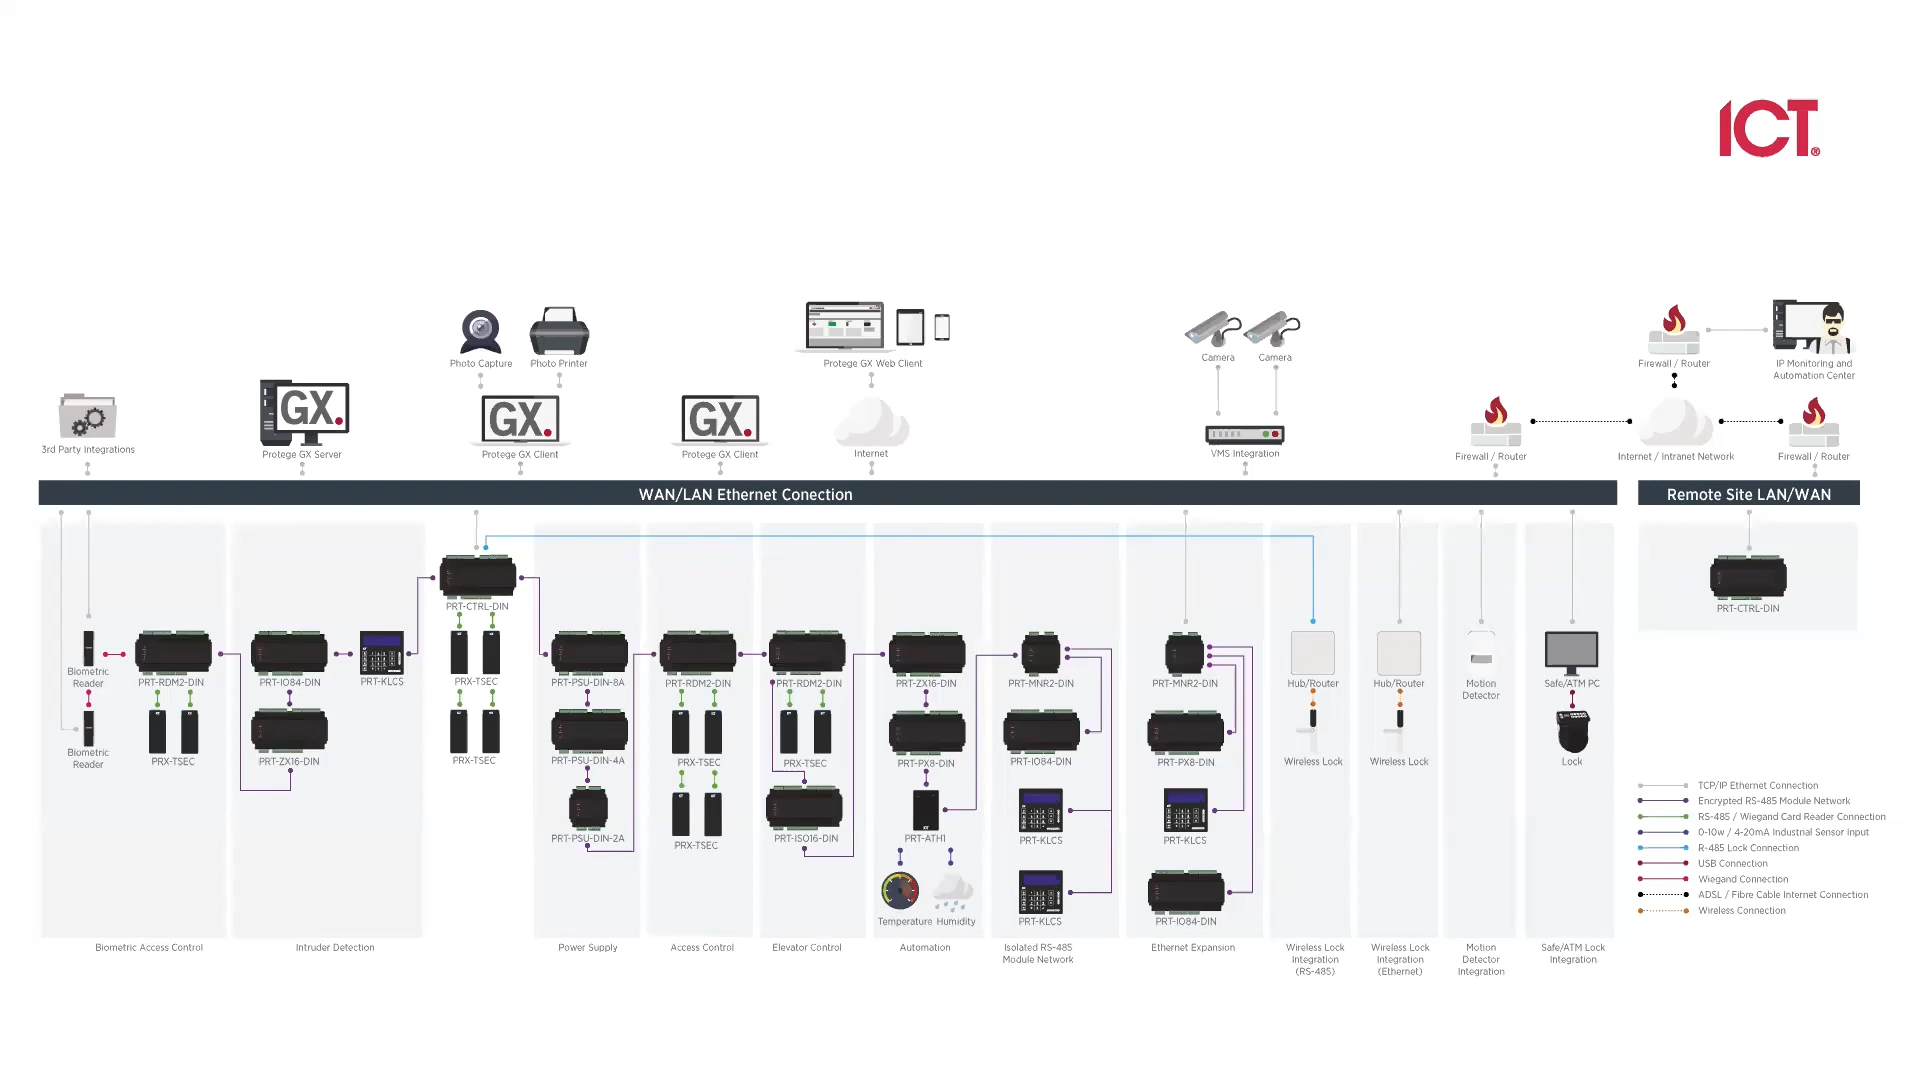 ICT®
Photo Capture
Photo Printer
Protege GX Web Client
Camera
Camera
Firewall / Router
IP Monitoring and
Automation Center
GX.
GX.
GX.
3rd Party Integrations
Protege GX Server
Protege GX Client
Protege GX Client
Internet
VMS Integration
Firewall / Router
Internet / Intranet Network
Firewall / Router
WAN/LAN Ethernet Conection
Remote Site LAN/WAN
PRT-CTRL-DIN
PRT-CTRL-DIN
Biometric
Reader
PRT-RDM2-DIN
PRT-IO84-DIN
PRT-KLCS
PRX-TSEC
PRT-PSU-DIN-8A
PRT-RDM2-DIN
PRT-RDM2-DIN
PRT-ZX16-DIN
PRT-MNR2-DIN
PRT-MNR2-DIN
Hub/Router
Hub/Router
Motion
Detector
Safe/ATM PC
Biometric
Reader
PRX-TSEC
PRT-ZX16-DIN
PRX-TSEC
PRT-PSU-DIN-4A
PRX-TSEC
PRX-TSEC
PRT-PX8-DIN
PRT-IO84-DIN
PRT-PX8-DIN
Wireless Lock
Wireless Lock
Lock
PRT-PSU-DIN-2A
PRX-TSEC
PRT-ISO16-DIN
PRT-ATH1
PRT-KLCS
PRT-KLCS
Temperature
Humidity
PRT-KLCS
PRT-IO84-DIN
TCP/IP Ethernet Connection
Encrypted RS-485 Module Network
RS-485 / Wiegand Card Reader Connection
0-10w / 4-20mA Industrial Sensor Input
R-485 Lock Connection
USB Connection
Wiegand Connection
ADSL / Fibre Cable Internet Connection
Wireless Connection
Biometric Access Control
Intruder Detection
Power Supply
Access Control
Elevator Control
Automation
Isolated RS-485
Module Network
Ethernet Expansion
Wireless Lock
Integration
(RS-485)
Wireless Lock
Integration
(Ethernet)
Motion
Detector
Integration
Safe/ATM Lock
Integration